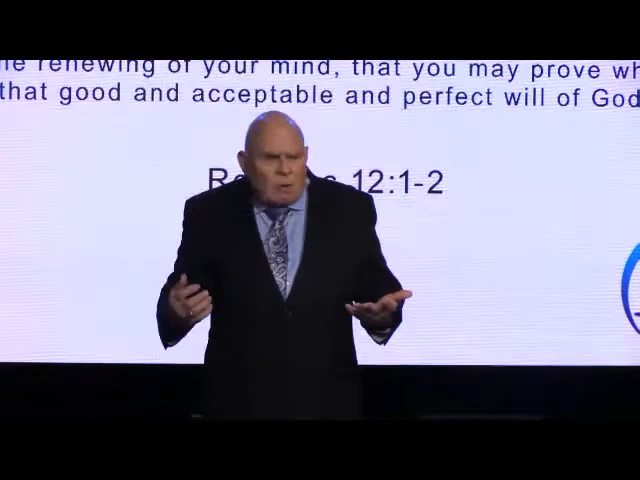 renewing of your mind, that you may prove
that good and acceptable and perfect will of God
12:1-2